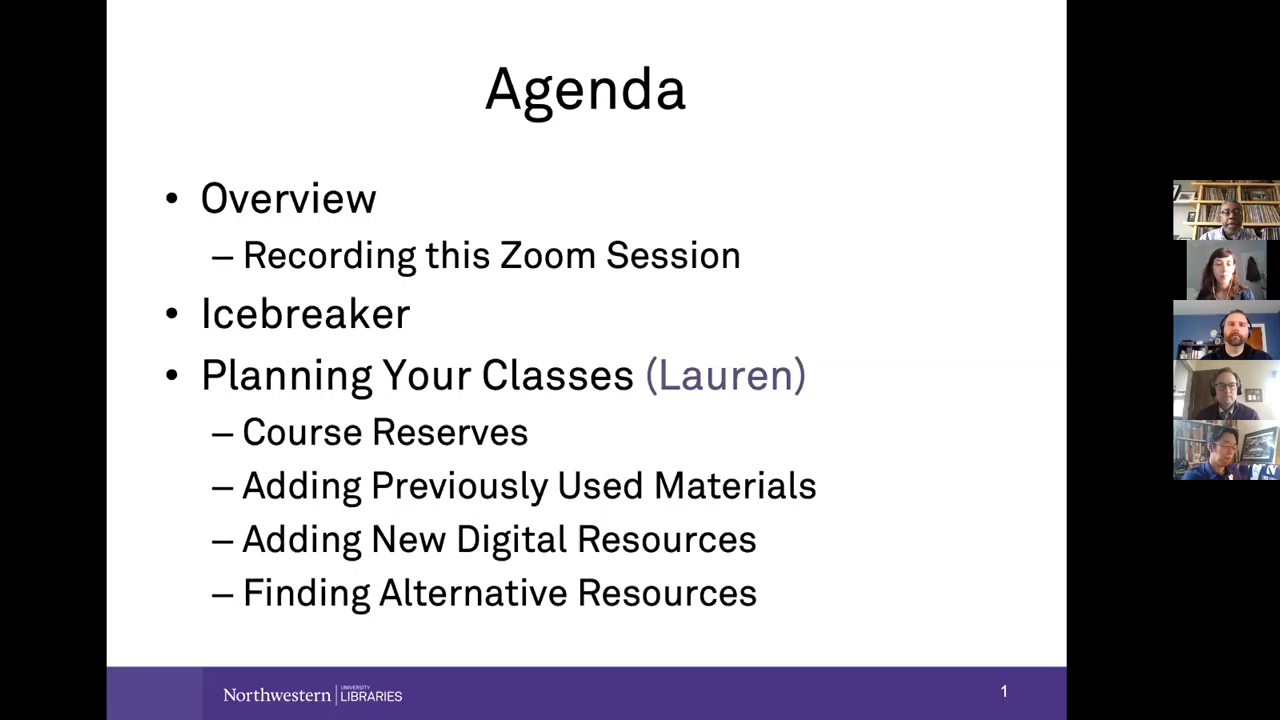 Agenda
• Overview
– Recording this Zoom Session
• Icebreaker
• Planning Your Classes (Lauren)
– Course Reserves
– Adding Previously Used Materials
– Adding New Digital Resources
– Finding Alternative Resources
Northwestern | UNIVERSITY LIBRARIES
1